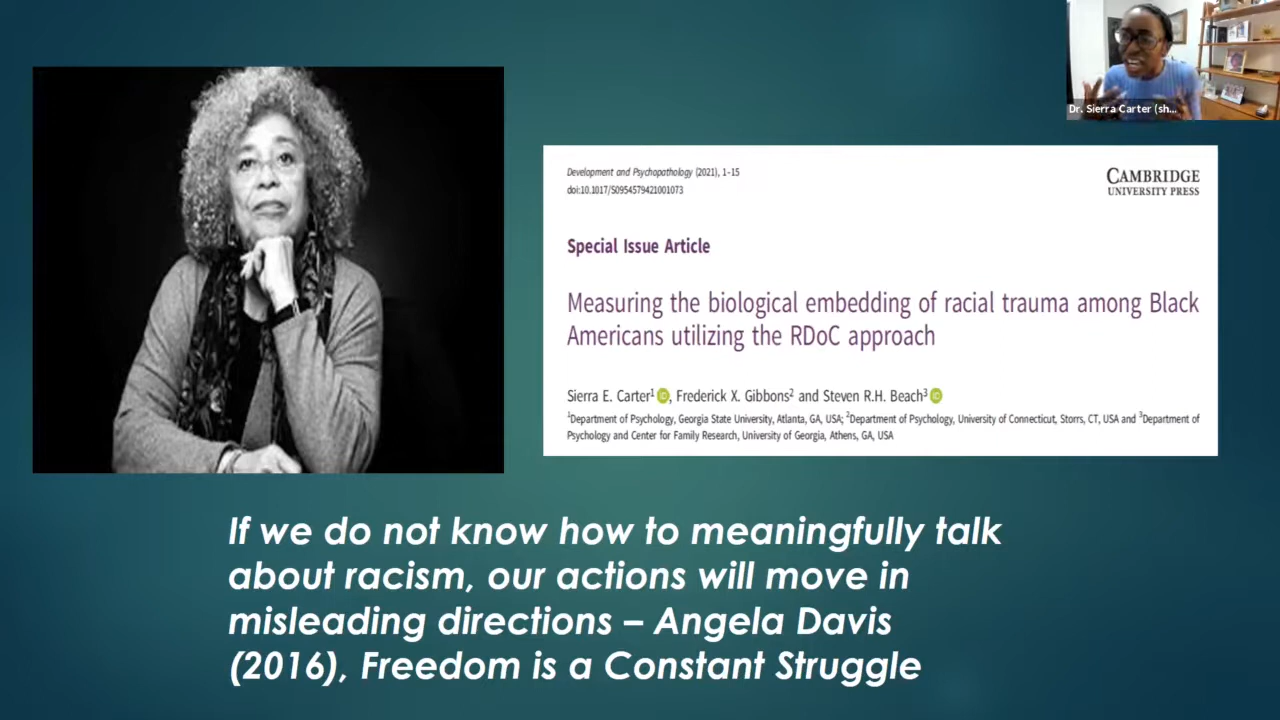 Dr. Sierra Carter (sh...
Development and Psychopathology (2021), 1–15
doi:10.1017/S0954579421001073
CAMBRIDGE
UNIVERSITY PRESS
Special Issue Article
Measuring the biological embedding of racial trauma among Black
Americans utilizing the RDoC approach
Sierra E. Carter1 iD, Frederick X. Gibbons2 and Steven R.H. Beach3 iD
1Department of Psychology, Georgia State University, Atlanta, GA, USA; 2Department of Psychology, University of Connecticut, Storrs, CT, USA and 3Department of
Psychology and Center for Family Research, University of Georgia, Athens, GA, USA
If we do not know how to meaningfully talk
about racism, our actions will move in
misleading directions – Angela Davis
(2016), Freedom is a Constant Struggle